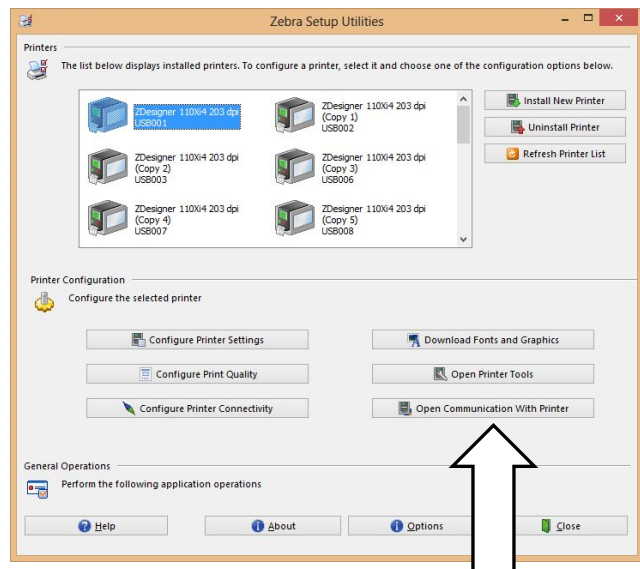 Zebra Setup Utilities
Printers
The list below displays installed printers. To configure a printer, select it and choose one of the configuration options below.
ZDesigner 110Xi4 203 dpi
USB001
ZDesigner 110Xi4 203 dpi
(Copy 1)
USB002
ZDesigner 110Xi4 203 dpi
(Copy 2)
USB003
ZDesigner 110Xi4 203 dpi
(Copy 3)
USB006
ZDesigner 110Xi4 203 dpi
(Copy 4)
USB007
ZDesigner 110Xi4 203 dpi
(Copy 5)
USB008
Install New Printer
Uninstall Printer
Refresh Printer List
Printer Configuration
Configure the selected printer
Configure Printer Settings
Download Fonts and Graphics
Configure Print Quality
Open Printer Tools
Configure Printer Connectivity
Open Communication With Printer
General Operations
Perform the following application operations
Help
About
Options
Close